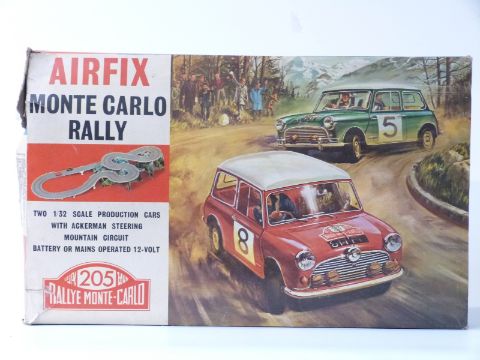 AIRFIX
MONTE CARLO
RALLY
TWO 1·32 SCALE PRODUCTION CARS
WITH ACKERMAN STEERING
MOUNTAIN CIRCUIT
BATTERY OR MAINS OPERATED 12-VOLT
205
RALLYE MONTE-CARLO
5
8